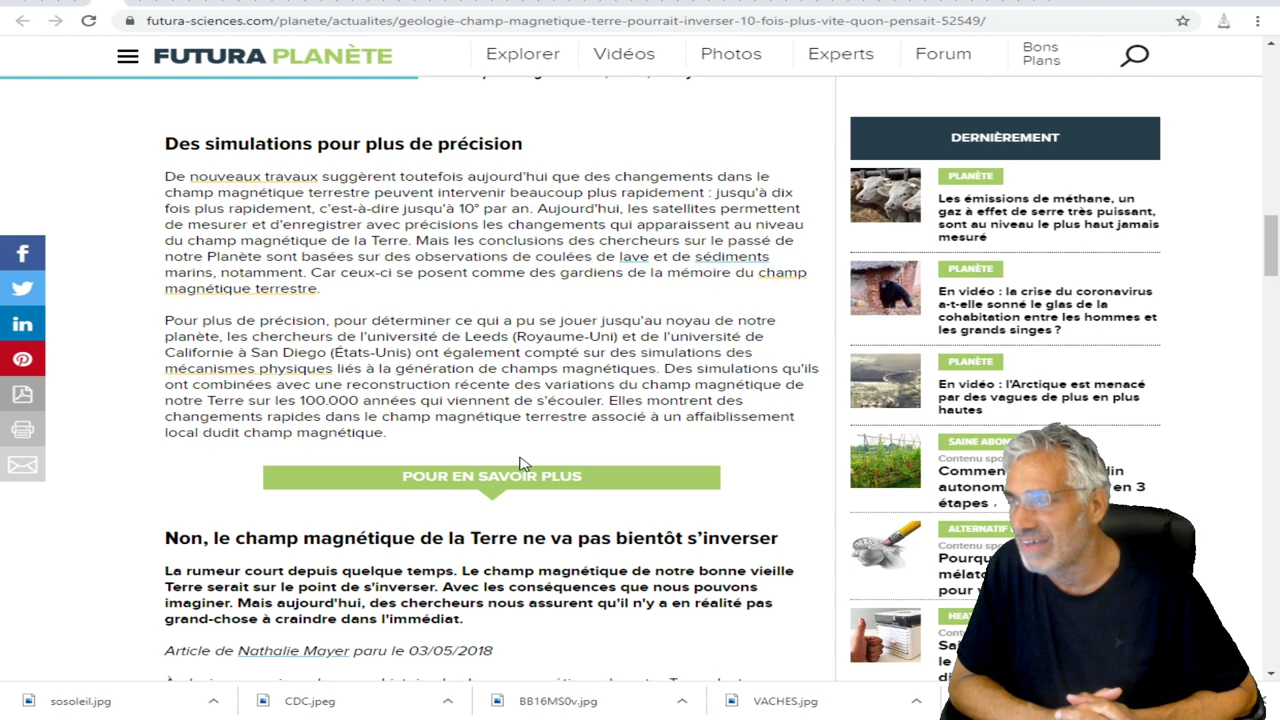 futura-sciences.com/planete/actualites/geologie-champ-magnetique-terre-pourrait-inverser-10-fois-plus-vite-quon-pensait-52549/
FUTURA PLANÈTE
Explorer
Vidéos
Photos
Experts
Forum
Bons
Plans
Des simulations pour plus de précision
De nouveaux travaux suggèrent toutefois aujourd'hui que des changements dans le
champ magnétique terrestre peuvent intervenir beaucoup plus rapidement : jusqu'à dix
fois plus rapidement, c'est-à-dire jusqu'à 10° par an. Aujourd'hui, les satellites permettent
de mesurer et d'enregistrer avec précisions les changements qui apparaissent au niveau
du champ magnétique de la Terre. Mais les conclusions des chercheurs sur le passé de
notre Planète sont basées sur des observations de coulées de lave et de sédiments
marins, notamment. Car ceux-ci se posent comme des gardiens de la mémoire du champ
magnétique terrestre.
Pour plus de précision, pour déterminer ce qui a pu se jouer jusqu'au noyau de notre
planète, les chercheurs de l'université de Leeds (Royaume-Uni) et de l'université de
Californie à San Diego (États-Unis) ont également compté sur des simulations des
mécanismes physiques liés à la génération de champs magnétiques. Des simulations qu'ils
ont combinées avec une reconstruction récente des variations du champ magnétique de
notre Terre sur les 100.000 années qui viennent de s'écouler. Elles montrent des
changements rapides dans le champ magnétique terrestre associé à un affaiblissement
local dudit champ magnétique.
POUR EN SAVOIR PLUS
Non, le champ magnétique de la Terre ne va pas bientôt s'inverser
La rumeur court depuis quelque temps. Le champ magnétique de notre bonne vieille
Terre serait sur le point de s'inverser. Avec les conséquences que nous pouvons
imaginer. Mais aujourd'hui, des chercheurs nous assurent qu'il n'y a en réalité pas
grand-chose à craindre dans l'immédiat.
Article de Nathalie Mayer paru le 03/05/2018
DERNIÈREMENT
PLANÈTE
Les émissions de méthane, un
gaz à effet de serre très puissant,
sont au niveau le plus haut jamais
mesuré
PLANÈTE
En vidéo : la crise du coronavirus
a-t-elle sonné le glas de la
cohabitation entre les hommes et
les grands singes ?
PLANÈTE
En vidéo : l'Arctique est menacé
par des vagues de plus en plus
hautes
SAINE
Contenu
autonom
en 3
étapes
ALTERNATIF
Contenu
mélato
pour
sosoleil.jpg
CDC.jpeg
BB16MS0v.jpg
VACHES.jpg